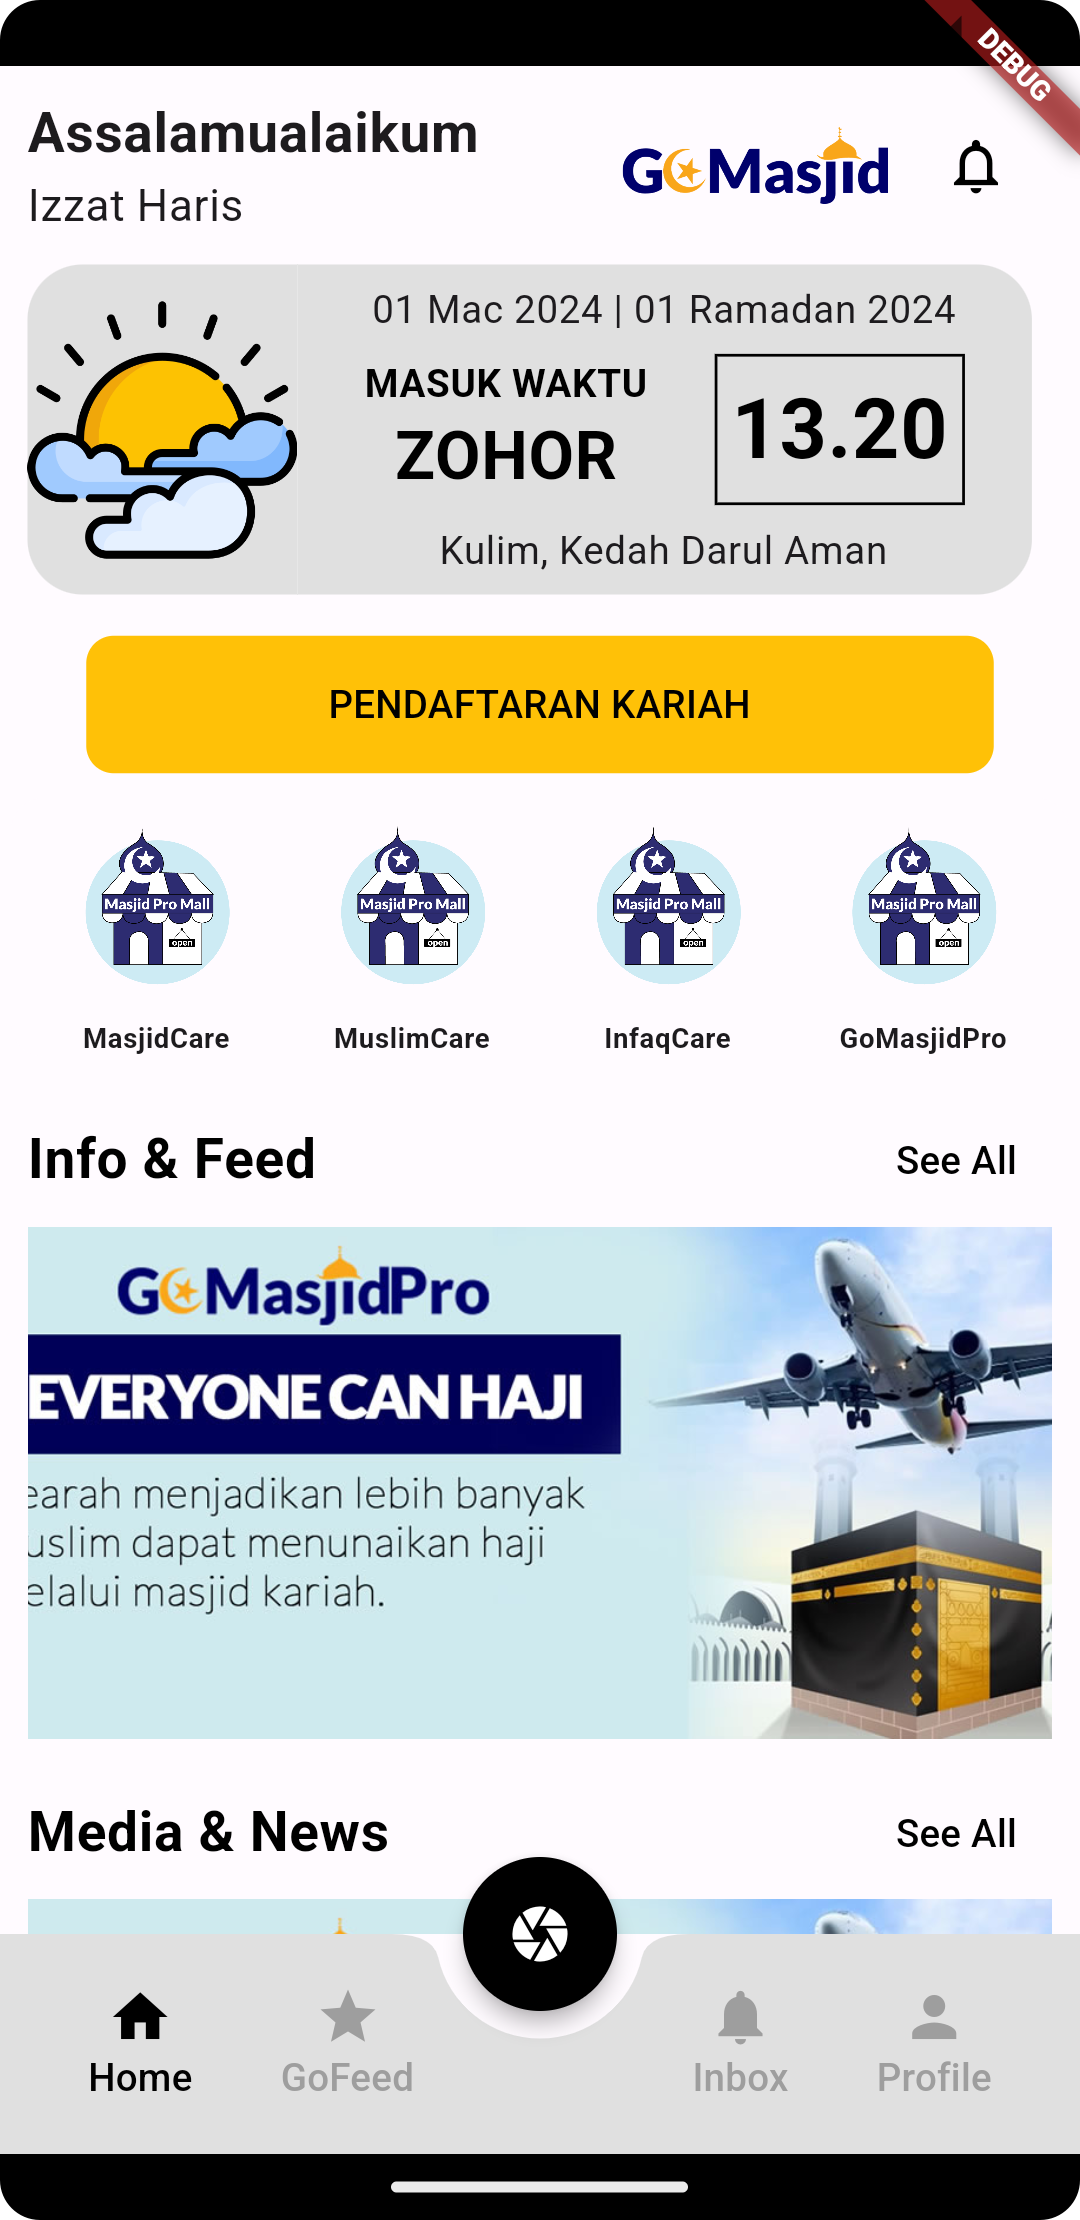 DEBUG
Assalamualaikum
Izzat Haris
GoMasjid
01 Mac 2024 | 01 Ramadan 2024
MASUK WAKTU
ZOHOR
13.20
Kulim, Kedah Darul Aman
PENDAFTARAN KARIAH
Masjid Pro Mall
open
Masjid Pro Mall
open
Masjid Pro Mall
open
Masjid Pro Mall
open
MasjidCare
MuslimCare
InfaqCare
GoMasjidPro
Info & Feed
See All
GoMasjidPro
EVERYONE CAN HAJI
earah menjadikan lebih banyak
uslim dapat menunaikan haji
elalui masjid kariah.
Media & News
See All
Home
GoFeed
Inbox
Profile